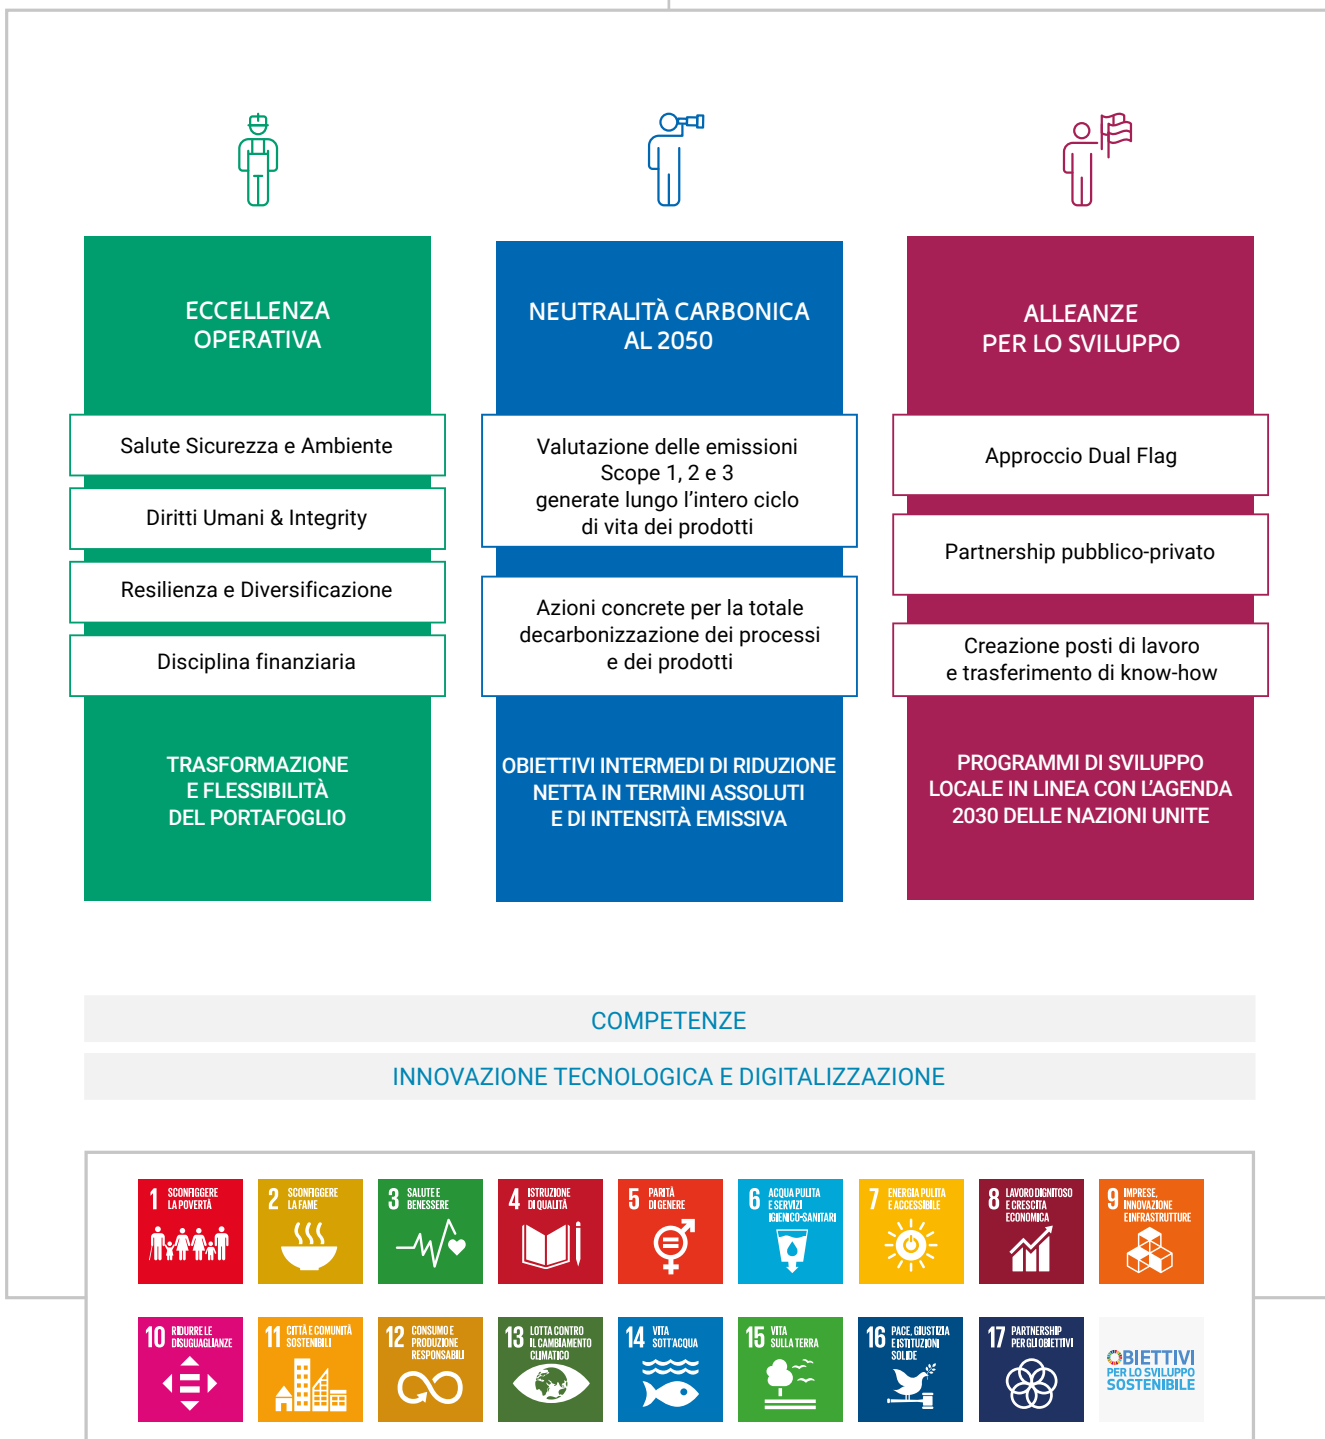 ECCELLENZA
OPERATIVA
Salute Sicurezza e Ambiente
Diritti Umani & Integrity
Resilienza e Diversificazione
Disciplina finanziaria
TRASFORMAZIONE
E FLESSIBILITÀ
DEL PORTAFOGLIO
NEUTRALITÀ CARBONICA
AL 2050
Valutazione delle emissioni
Scope 1, 2 e 3
generate lungo l’intero ciclo
di vita dei prodotti
Azioni concrete per la totale
decarbonizzazione dei processi
e dei prodotti
OBIETTIVI INTERMEDI DI RIDUZIONE
NETTA IN TERMINI ASSOLUTI
E DI INTENSITÀ EMISSIVA
ALLEANZE
PER LO SVILUPPO
Approccio Dual Flag
Partnership pubblico-privato
Creazione posti di lavoro
e trasferimento di know-how
PROGRAMMI DI SVILUPPO
LOCALE IN LINEA CON L’AGENDA
2030 DELLE NAZIONI UNITE
COMPETENZE
INNOVAZIONE TECNOLOGICA E DIGITALIZZAZIONE
1 SCONFIGGERE
LA POVERTÀ
2 SCONFIGGERE
LA FAME
3 SALUTE E
BENESSERE
4 ISTRUZIONE
DI QUALITÀ
5 PARITÀ
DI GENERE
6 ACQUA PULITA
E SERVIZI
IGIENICO-SANITARI
7 ENERGIA PULITA
E ACCESSIBILE
8 LAVORO DIGNITOSO
E CRESCITA
ECONOMICA
9 IMPRESE,
INNOVAZIONE
E INFRASTRUTTURE
10 RIDURRE LE
DISUGUAGLIANZE
11 CITTÀ E COMUNITÀ
SOSTENIBILI
12 CONSUMO E
PRODUZIONE
RESPONSABILI
13 LOTTA CONTRO
IL CAMBIAMENTO
CLIMATICO
14 VITA
SOTT'ACQUA
15 VITA
SULLA TERRA
16 PACE, GIUSTIZIA
E ISTITUZIONI
SOLIDE
17 PARTNERSHIP
PER GLI OBIETTIVI
OBIETTIVI
PER LO SVILUPPO
SOSTENIBILE